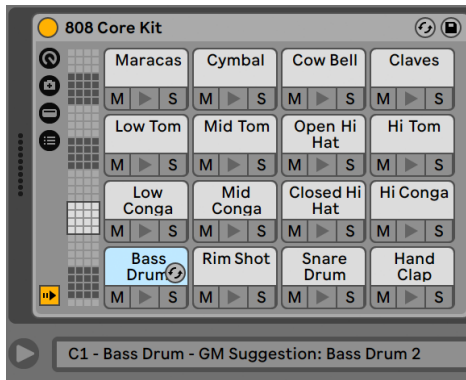 808 Core Kit
Maracas Cymbal Cow Bell Claves
M S M S M S M S
Low Tom Mid Tom Open Hi Hat Hi Tom
M S M S M S M S
Low Conga Mid Conga Closed Hi Hat Hi Conga
M S M S M S M S
Bass Drum Rim Shot Snare Drum Hand Clap
M S M S M S M S
C1 - Bass Drum - GM Suggestion: Bass Drum 2